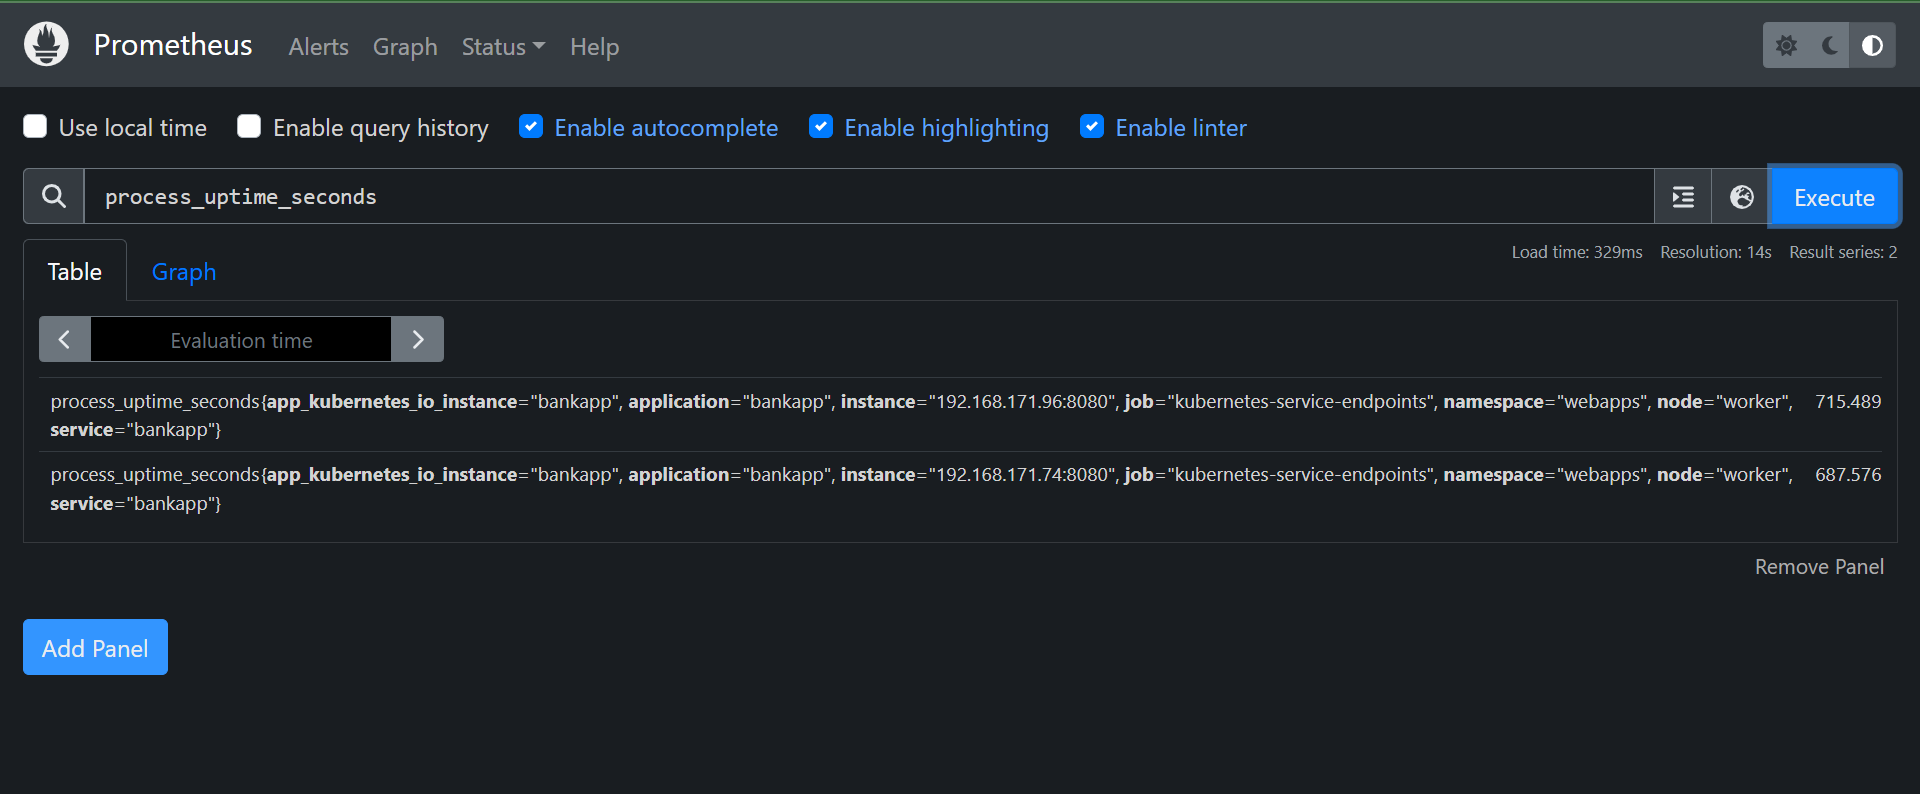 Prometheus Alerts Graph Status Help
Use local time Enable query history Enable autocomplete Enable highlighting Enable linter
process_uptime_seconds Execute
Table Graph Load time: 329ms Resolution: 14s Result series: 2
Evaluation time
process_uptime_seconds{app_kubernetes_io_instance="bankapp", application="bankapp", instance="192.168.171.96:8080", job="kubernetes-service-endpoints", namespace="webapps", node="worker", 715.489
service="bankapp"}
process_uptime_seconds{app_kubernetes_io_instance="bankapp", application="bankapp", instance="192.168.171.74:8080", job="kubernetes-service-endpoints", namespace="webapps", node="worker", 687.576
service="bankapp"}
Remove Panel
Add Panel